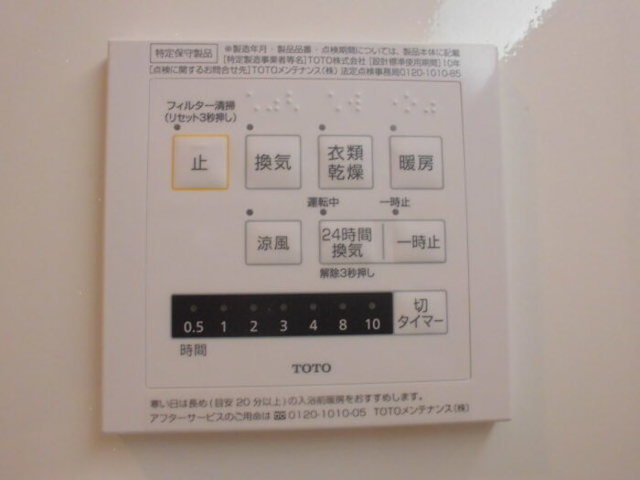 特定保守製品
※製造年月・製品品番・点検期間については、製品本体に記載
[特定製造事業者等名]TOTO株式会社 [設計標準使用期間]10年
[点検に関するお問合せ先]TOTOメンテナンス(株) 法定点検事務局0120-1010-85
フィルター清掃
(リセット3秒押し)
止
換気
衣類
乾燥
暖房
運転中
一時止
涼風
24時間
換気
一時止
解除3秒押し
0.5 1 2 3 4 8 10
切
タイマー
時間
TOTO
寒い日は長め(目安20分以上)の入浴前暖房をおすすめします。
アフターサービスのご用命は 0120-1010-05 TOTOメンテナンス(株)